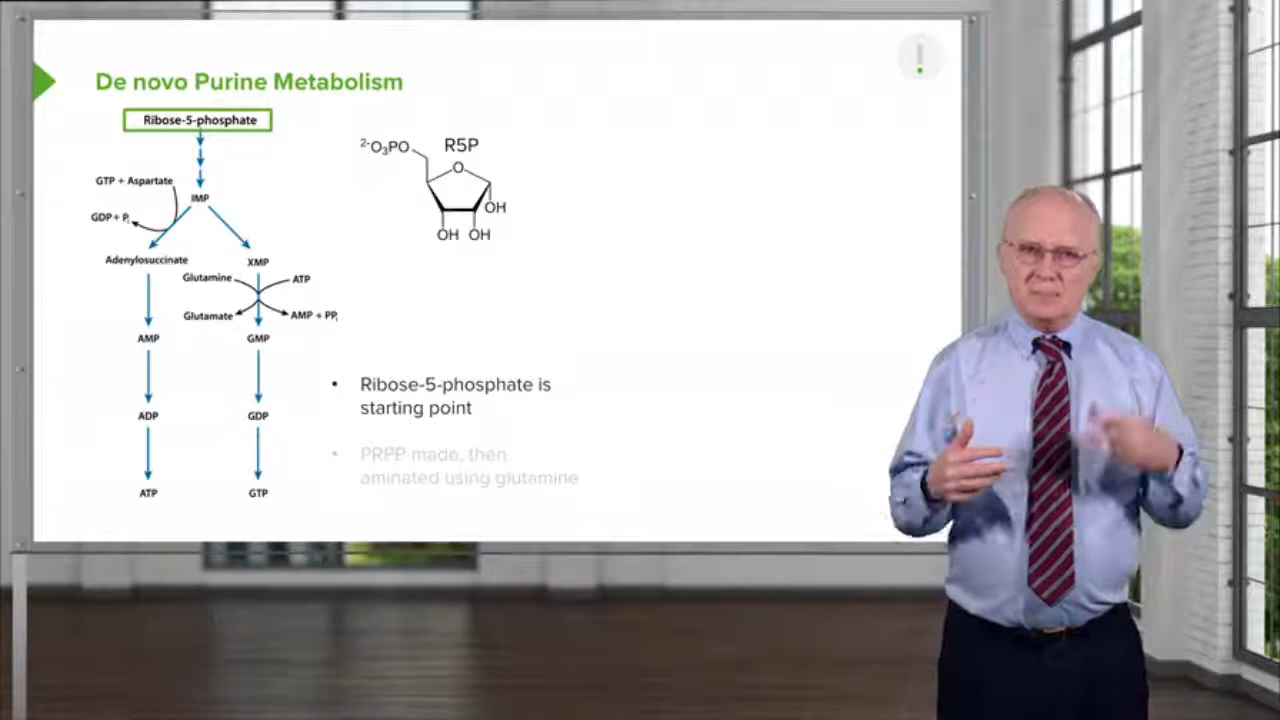 De novo Purine Metabolism
Ribose-5-phosphate
GTP + Aspartate
IMP
GDP + Pi
Adenylosuccinate
XMP
Glutamine
ATP
Glutamate
AMP + PPi
AMP
GMP
ADP
GDP
ATP
GTP
2-O3PO
R5P
O
OH
OH
OH
• Ribose-5-phosphate is
starting point
• PRPP made, then
aminated using glutamine
!